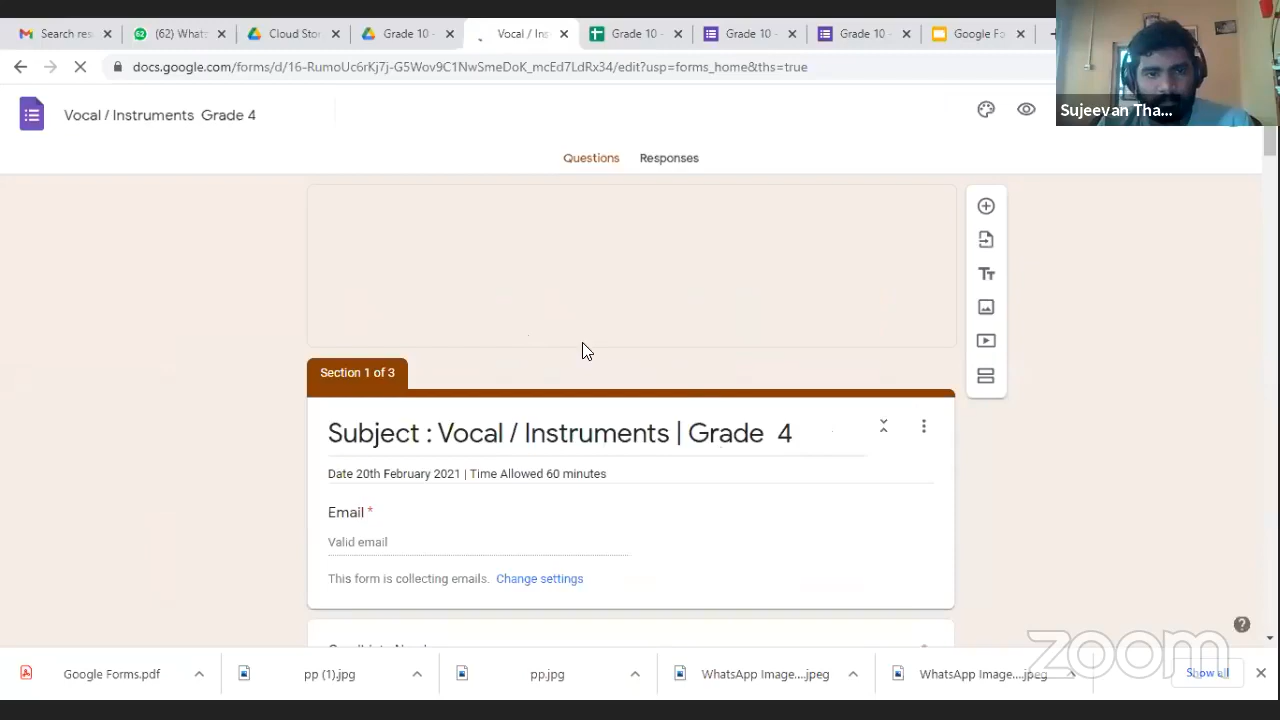 Search res
(62) Whats
Cloud Stor
Grade 10 -
Vocal / Ins
Grade 10 -
Grade 10 -
Grade 10 -
Google Fo
docs.google.com/forms/d/16-RumoUc6rKj7j-G5Wov9C1NwSmeDoK_mcEd7LdRx34/edit?usp=forms_home&ths=true
Sujeevan Tha...
Vocal / Instruments Grade 4
Questions
Responses
Section 1 of 3
Subject : Vocal / Instruments | Grade 4
Date 20th February 2021 | Time Allowed 60 minutes
Email *
Valid email
This form is collecting emails. Change settings
zoom
Google Forms.pdf
pp (1).jpg
pp.jpg
WhatsApp Image....jpeg
WhatsApp Image....jpeg
Show all